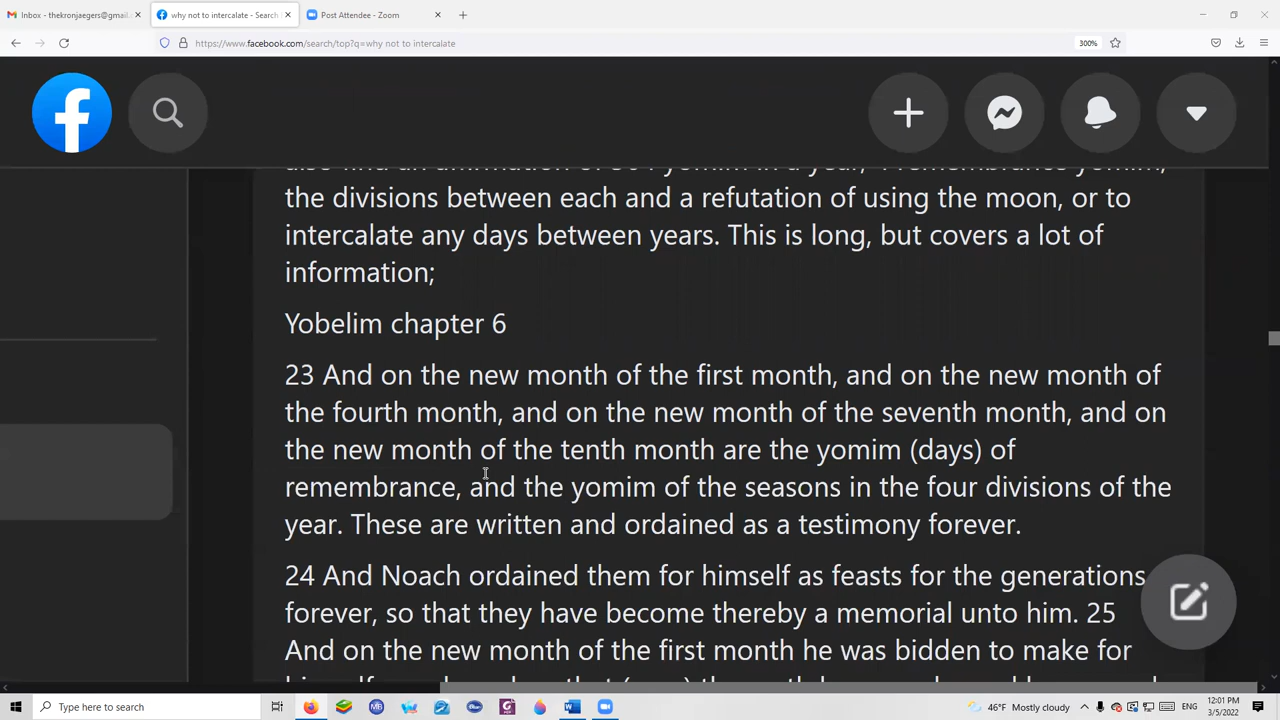 Inbox - thekronjaegers@gmail.
why not to intercalate - Search
Post Attendee - Zoom
https://www.facebook.com/search/top?q=why not to intercalate
300%
the divisions between each and a refutation of using the moon, or to
intercalate any days between years. This is long, but covers a lot of
information;
Yobelim chapter 6
23 And on the new month of the first month, and on the new month of
the fourth month, and on the new month of the seventh month, and on
the new month of the tenth month are the yomim (days) of
remembrance, and the yomim of the seasons in the four divisions of the
year. These are written and ordained as a testimony forever.
24 And Noach ordained them for himself as feasts for the generations
forever, so that they have become thereby a memorial unto him. 25
And on the new month of the first month he was bidden to make for
Type here to search
46°F Mostly cloudy
12:01 PM
3/5/2022